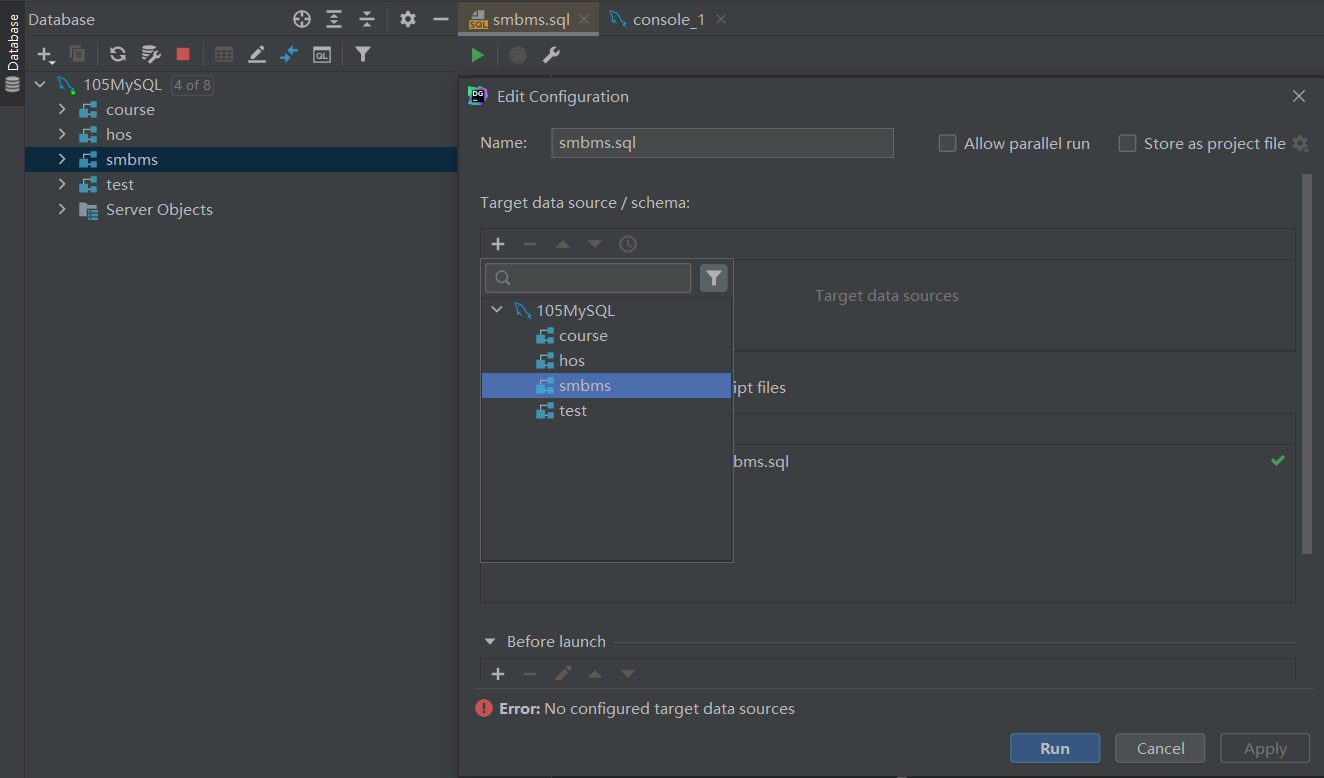 Database
Database
smbms.sql
console_1
SQL
QL
105MySQL 4 of 8
course
hos
smbms
test
Server Objects
DG
Edit Configuration
Name:
smbms.sql
Allow parallel run
Store as project file
Target data source / schema:
Target data sources
105MySQL
course
hos
smbms
test
ipt files
bms.sql
Before launch
Error: No configured target data sources
Run
Cancel
Apply